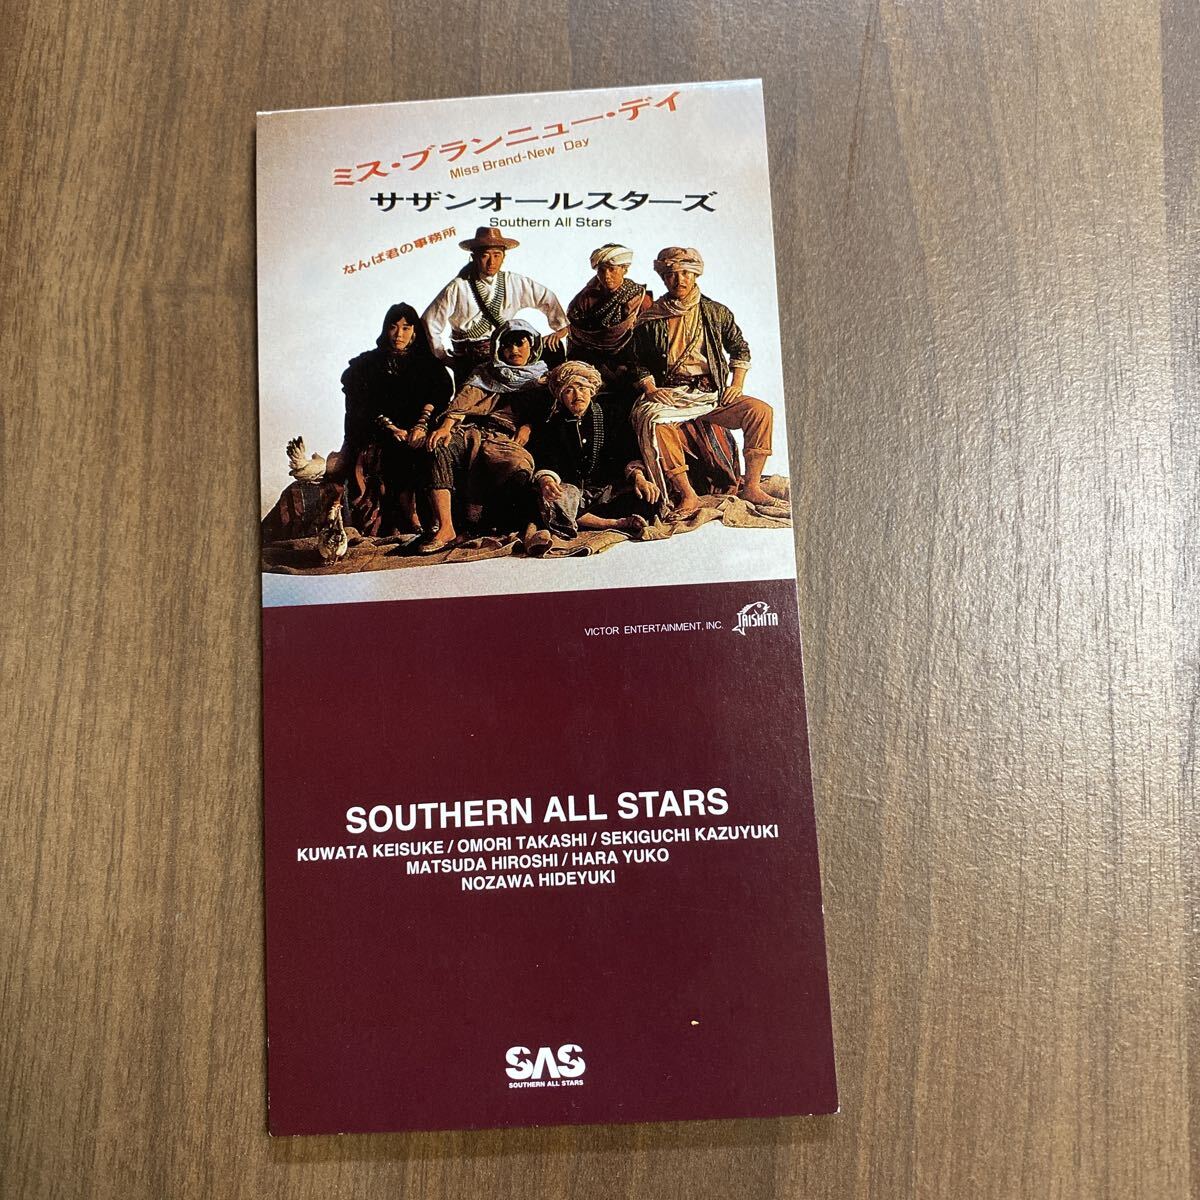 ミス・ブランニュー・デイ
Miss Brand-New Day
サザンオールスターズ
Southern All Stars
なんば君の事務所
VICTOR ENTERTAINMENT, INC.
TAISHITA
SOUTHERN ALL STARS
KUWATA KEISUKE / OMORI TAKASHI / SEKIGUCHI KAZUYUKI
MATSUDA HIROSHI / HARA YUKO
NOZAWA HIDEYUKI
SAS
SOUTHERN ALL STARS